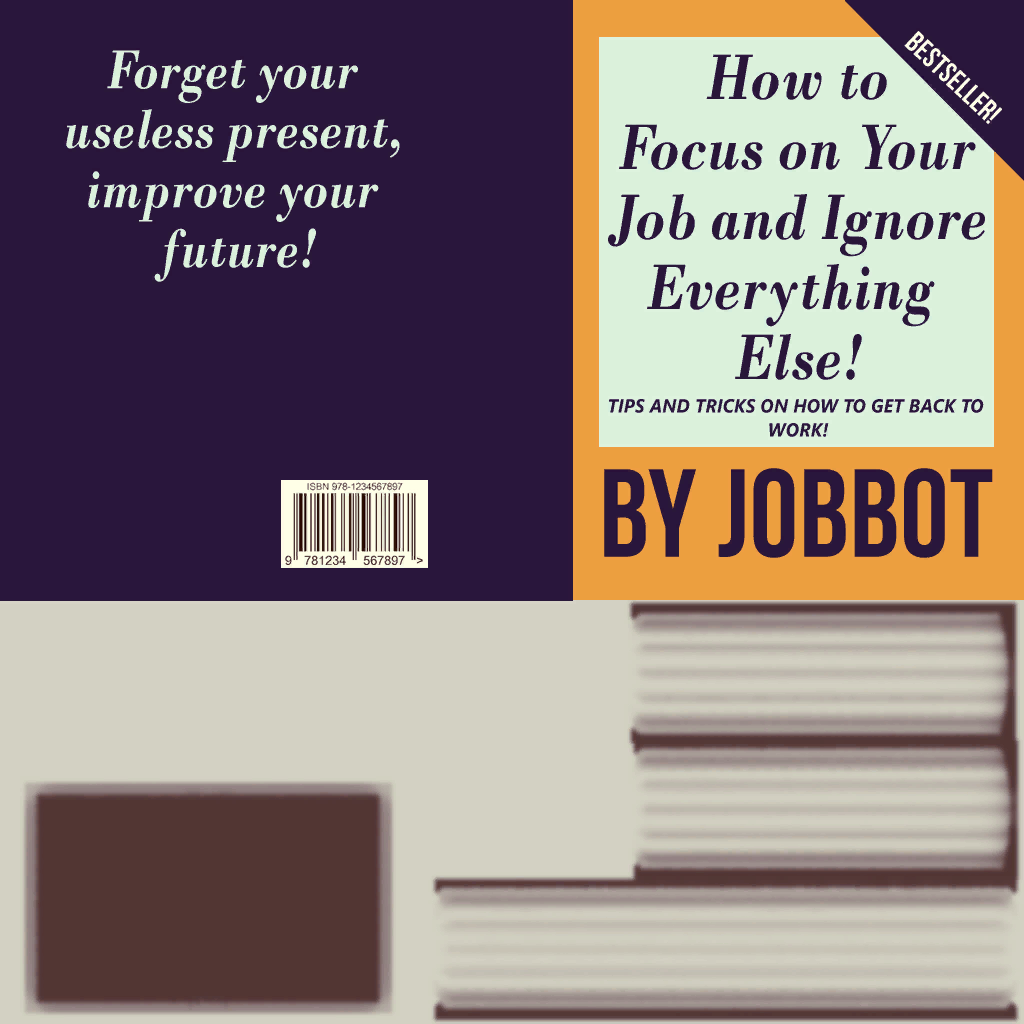 Forget your
useless present,
improve your
future!
ISBN 978-1234567897
9 781234 567897 >
BESTSELLER!
How to
Focus on Your
Job and Ignore
Everything
Else!
TIPS AND TRICKS ON HOW TO GET BACK TO
WORK!
BY JOBBOT